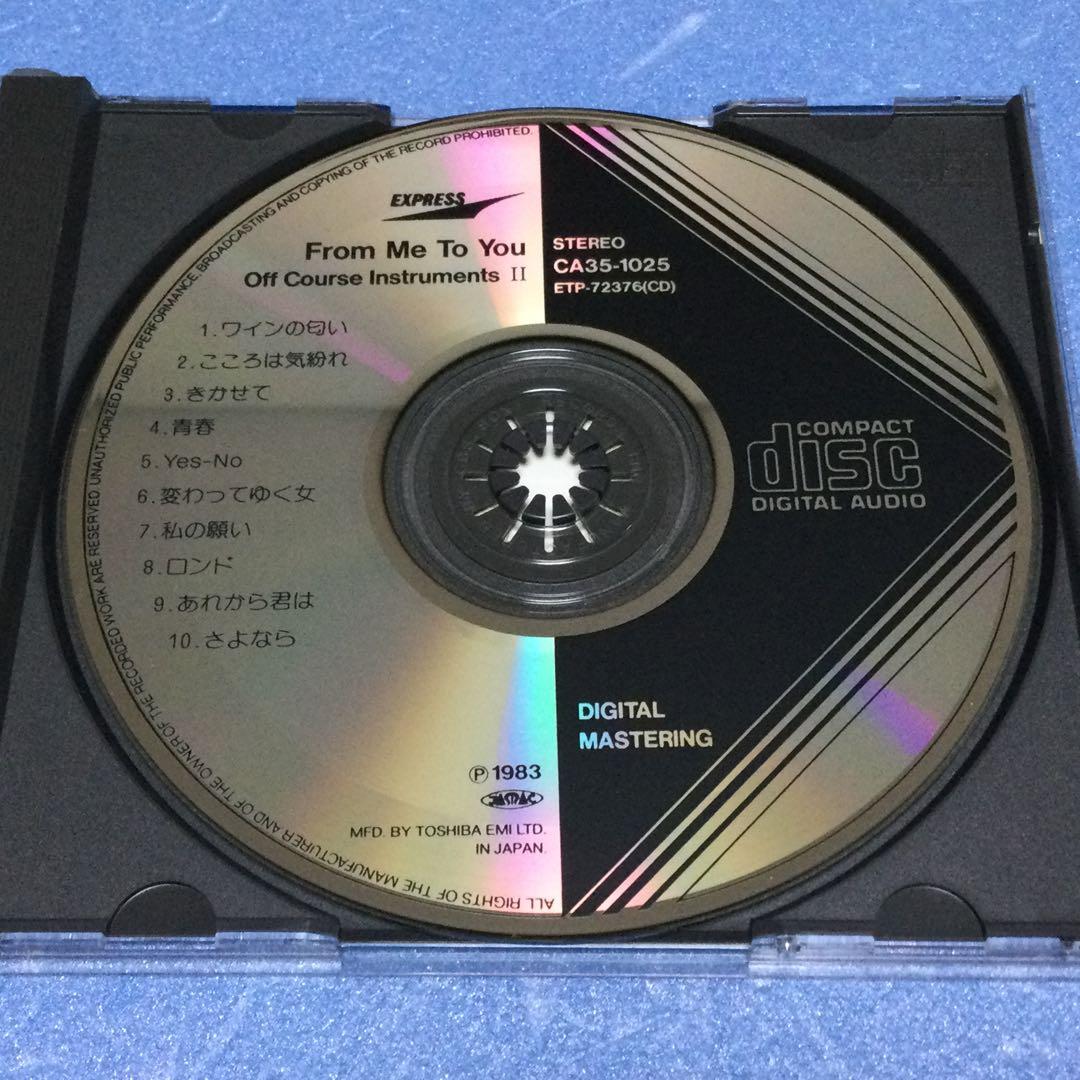 EXPRESS
From Me To You
Off Course Instruments II
1.ワインの匂い
2.こころは気紛れ
3.きかせて
4.青春
5.Yes-No
6.変わってゆく女
7.私の願い
8.ロンド
9.あれから君は
10.さよなら
Ⓟ1983
JASRAC
MFD. BY TOSHIBA EMI LTD.
IN JAPAN.
STEREO
CA35-1025
ETP-72376(CD)
COMPACT
disc
DIGITAL AUDIO
DIGITAL
MASTERING
ALL RIGHTS OF THE MANUFACTURER AND OF THE OWNER OF THE RECORDED WORK ARE RESERVED UNAUTHORIZED PUBLIC PERFORMANCE, BROADCASTING AND COPYING OF THE RECORD PROHIBITED.